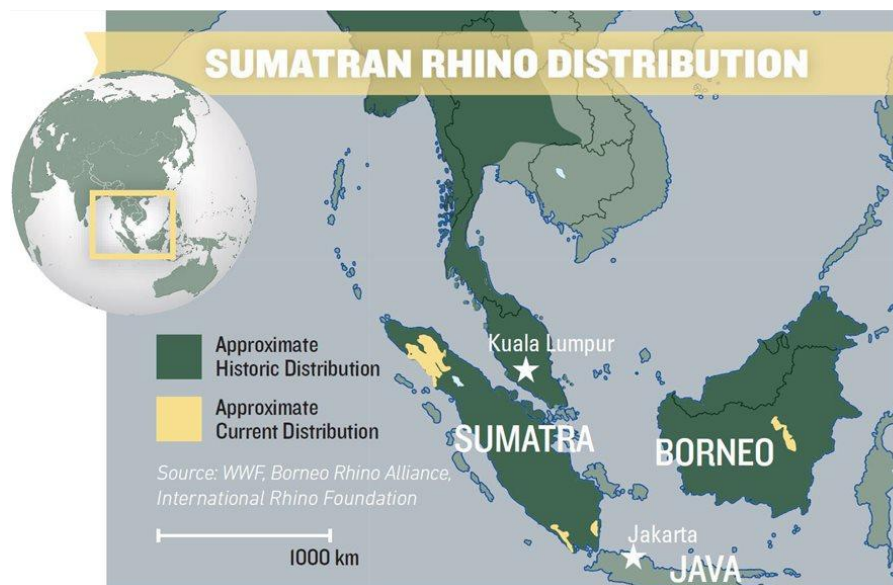 SUMATRAN RHINO DISTRIBUTION
Kuala Lumpur
Approximate
Historic Distribution
Approximate
Current Distribution
SUMATRA
BORNEO
Source: WWF, Borneo Rhino Alliance,
International Rhino Foundation
1000 km
Jakarta
JAVA